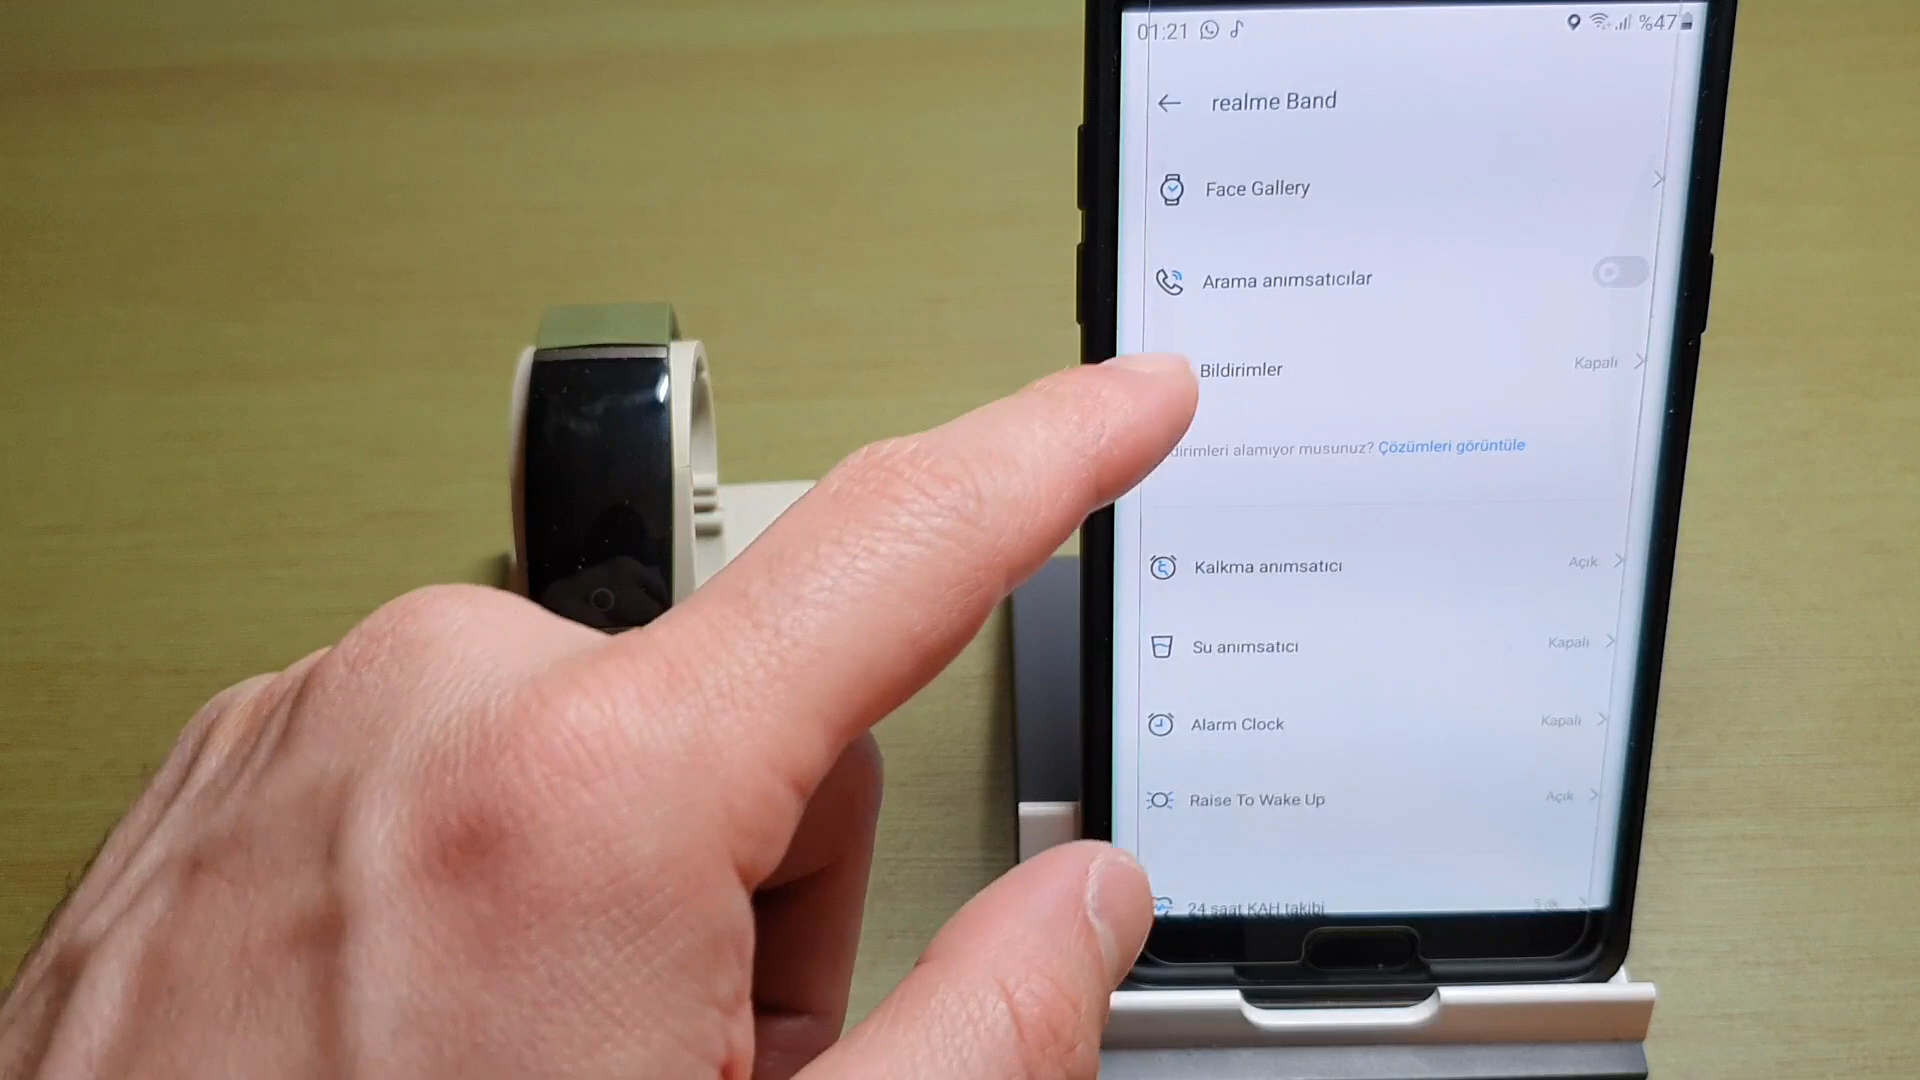 01:21 %47
realme Band
Face Gallery
Arama anımsatıcılar
Bildirimler Kapalı
dirimleri alamıyor musunuz? Çözümleri görüntüle
Kalkma anımsatıcı Açık
Su anımsatıcı Kapalı
Alarm Clock Kapalı
Raise To Wake Up Açık
24 saat KAH takibi